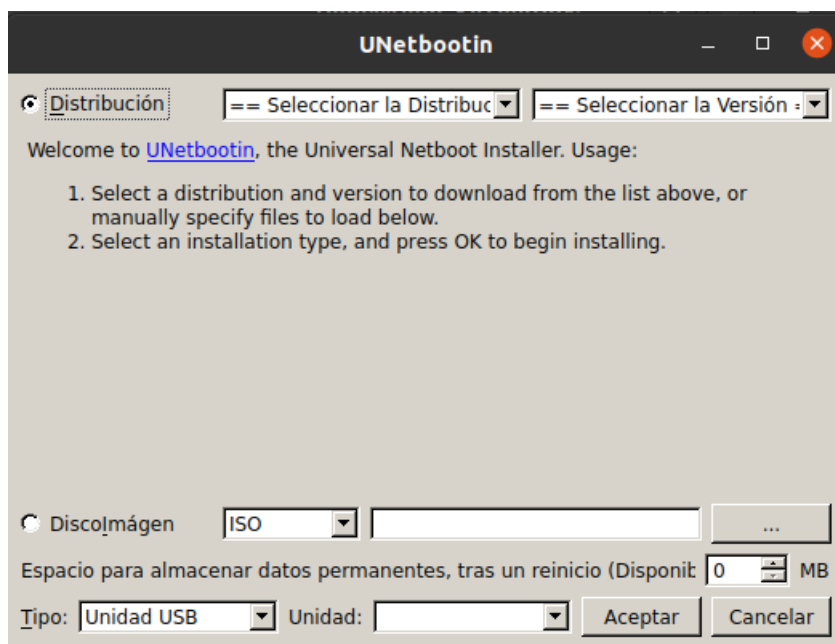 UNetbootin
Distribución == Seleccionar la Distribuc == Seleccionar la Versión =
Welcome to UNetbootin, the Universal Netboot Installer. Usage:
1. Select a distribution and version to download from the list above, or
manually specify files to load below.
2. Select an installation type, and press OK to begin installing.
DiscoImágen ISO ...
Espacio para almacenar datos permanentes, tras un reinicio (Disponib 0 MB
Tipo: Unidad USB Unidad: Aceptar Cancelar